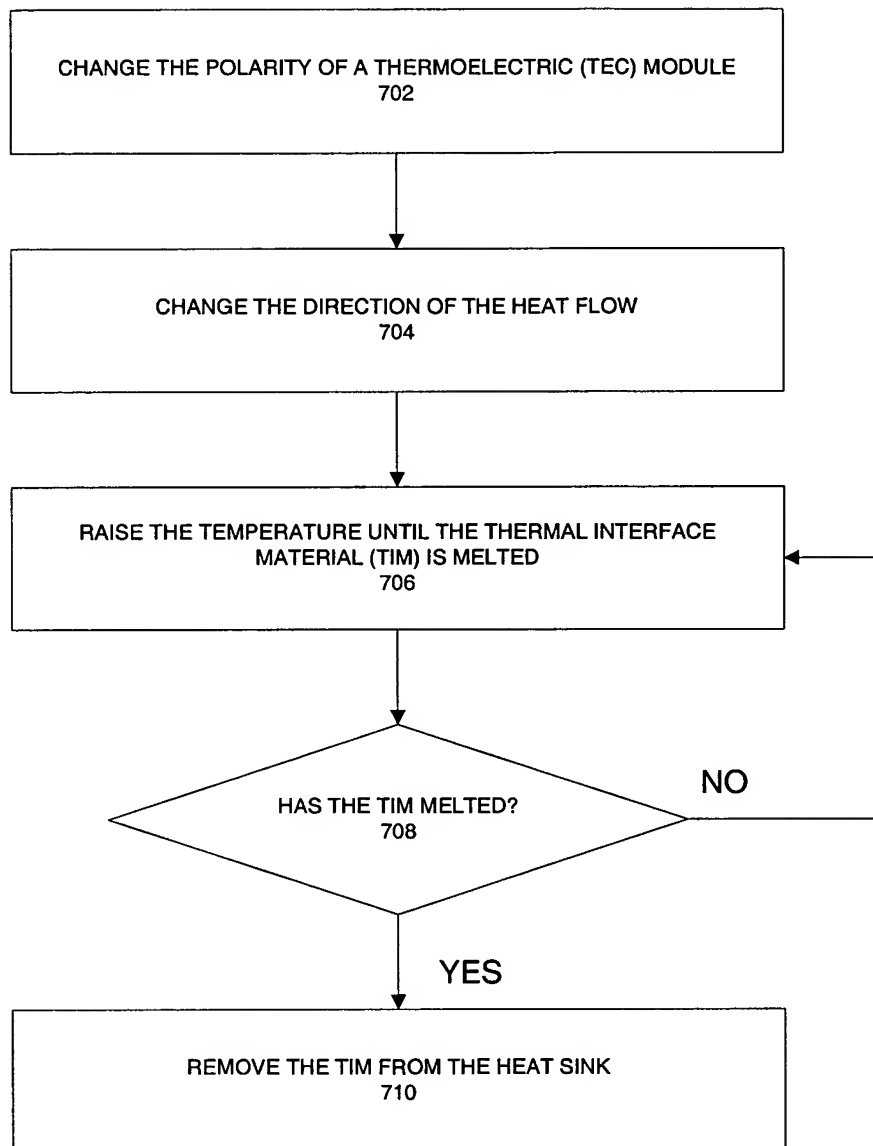 CHANGE THE POLARITY OF A THERMOELECTRIC (TEC) MODULE
702
CHANGE THE DIRECTION OF THE HEAT FLOW
704
RAISE THE TEMPERATURE UNTIL THE THERMAL INTERFACE
MATERIAL (TIM) IS MELTED
706
HAS THE TIM MELTED?
708
NO
YES
REMOVE THE TIM FROM THE HEAT SINK
710